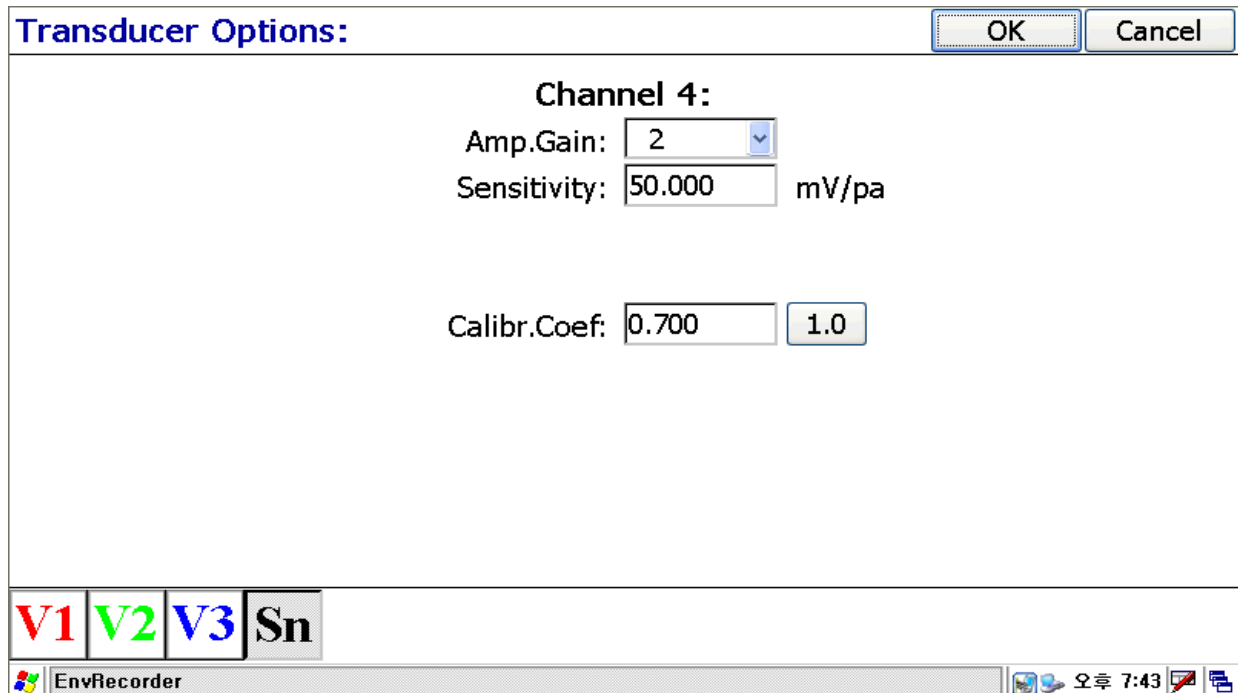 Transducer Options: OK Cancel
Channel 4:
Amp.Gain: 2
Sensitivity: 50.000 mV/pa
Calibr.Coef: 0.700 1.0
V1 V2 V3 Sn
EnvRecorder 오후 7:43